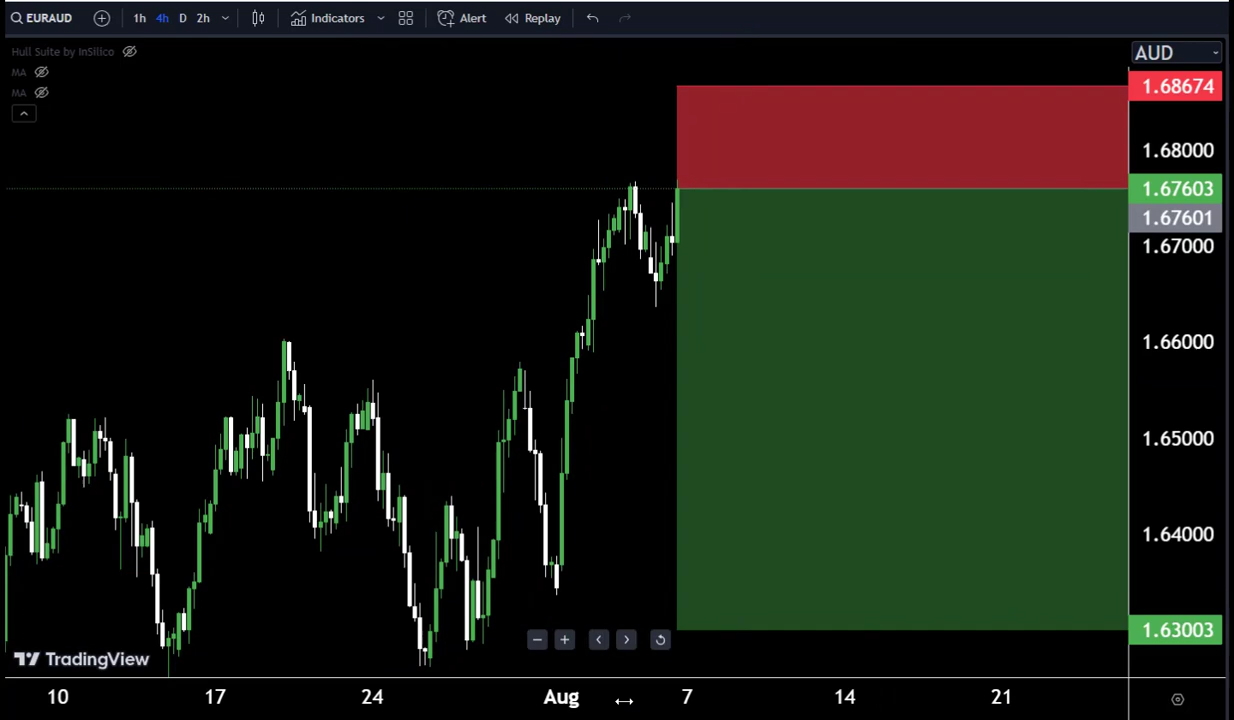 EURAUD 1h 4h D 2h Indicators Alert Replay
Hull Suite by InSilico
MA
MA
AUD
1.68674
1.68000
1.67603
1.67601
1.67000
1.66000
1.65000
1.64000
1.63003
TradingView
10 17 24 Aug 7 14 21